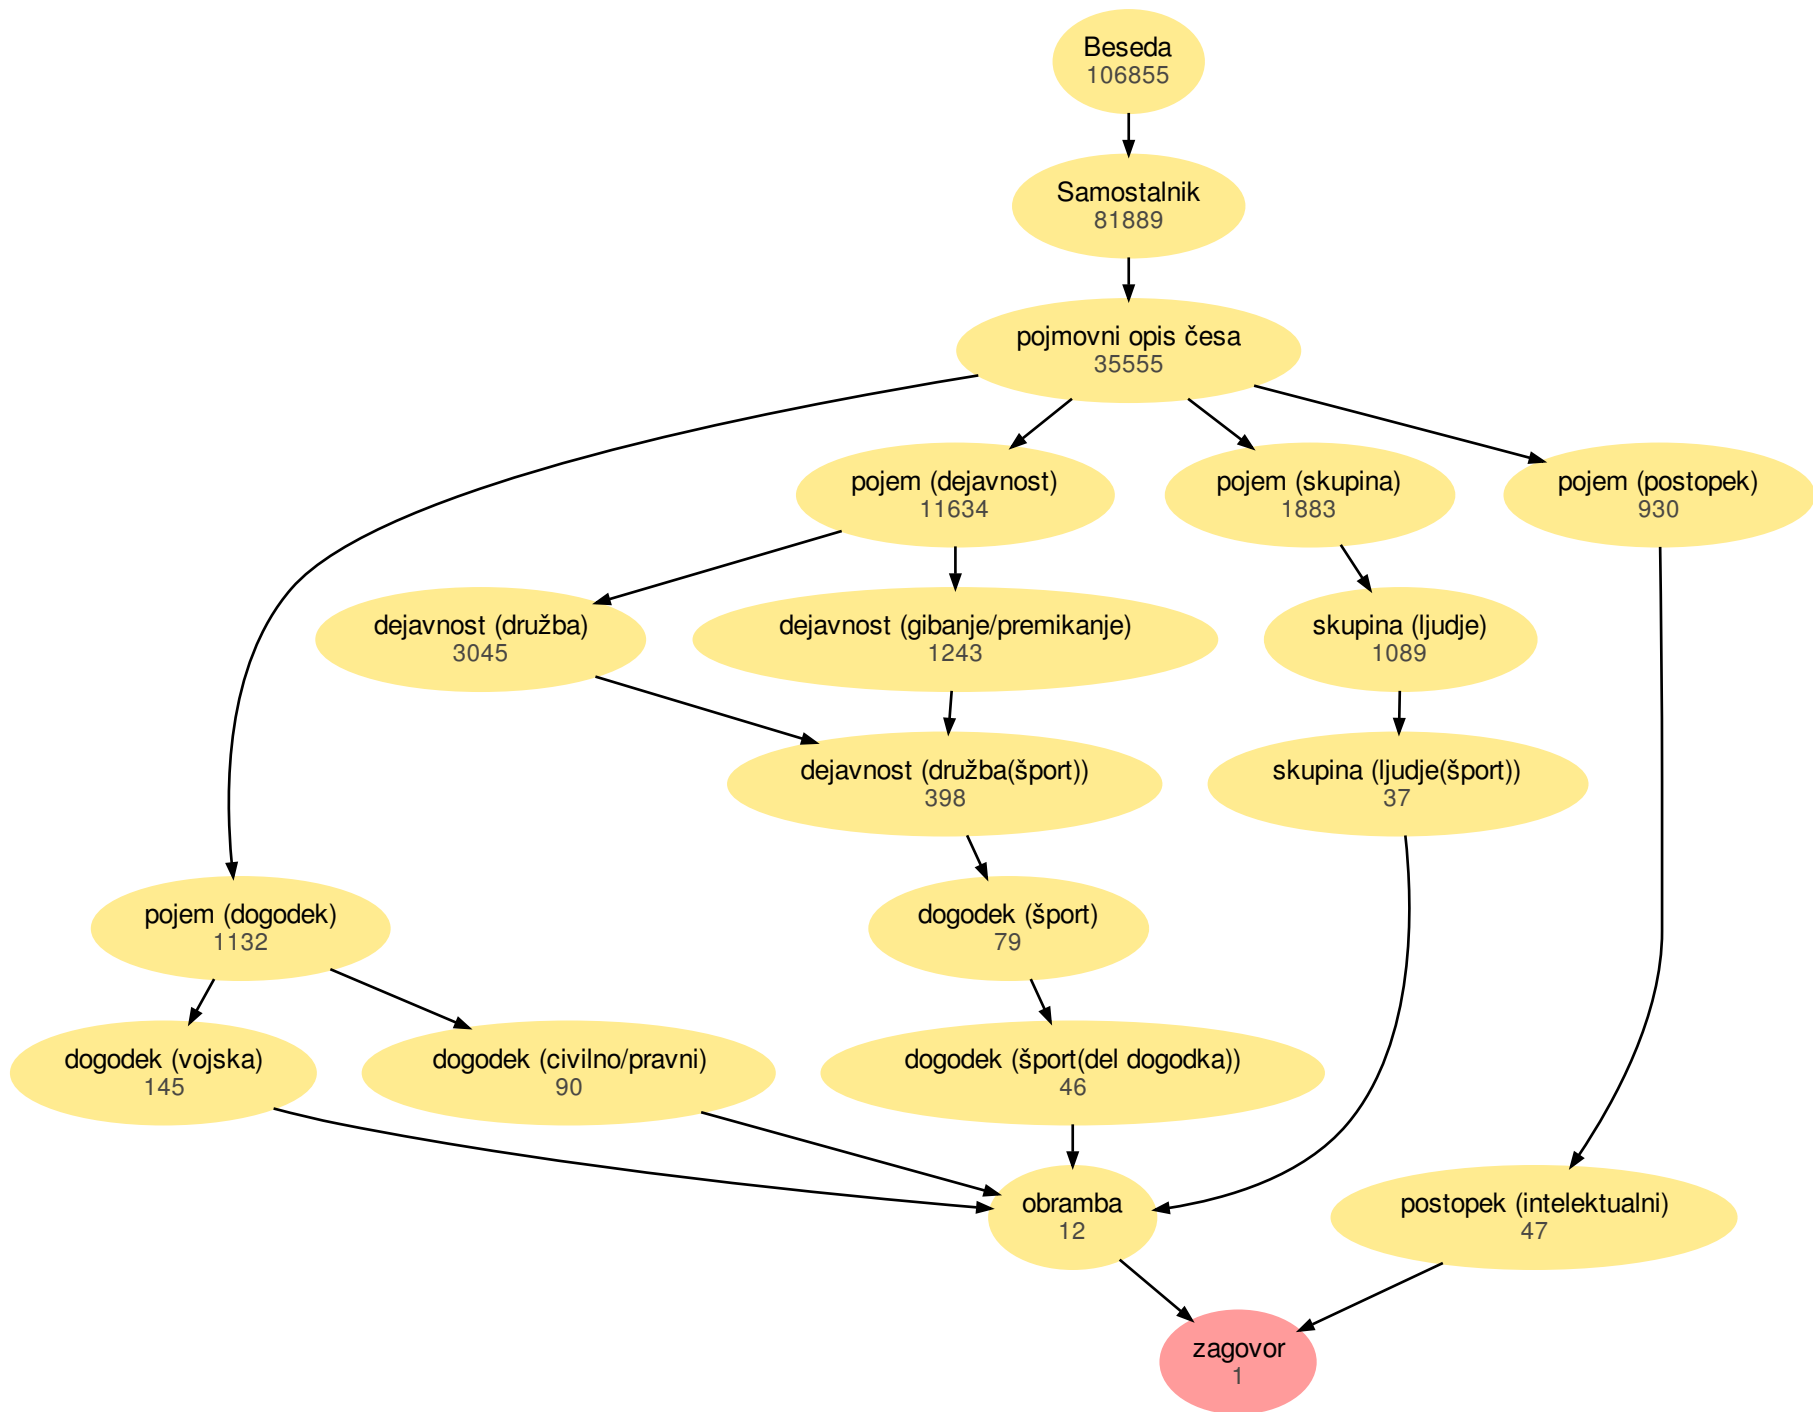 Beseda
106855
Samostalnik
81889
pojmovni opis česa
35555
pojem (dejavnost)
11634
pojem (skupina)
1883
pojem (postopek)
930
dejavnost (družba)
3045
dejavnost (gibanje/premikanje)
1243
skupina (ljudje)
1089
dejavnost (družba(šport))
398
skupina (ljudje(šport))
37
pojem (dogodek)
1132
dogodek (šport)
79
dogodek (vojska)
145
dogodek (civilno/pravni)
90
dogodek (šport(del dogodka))
46
obramba
12
postopek (intelektualni)
47
zagovor
1